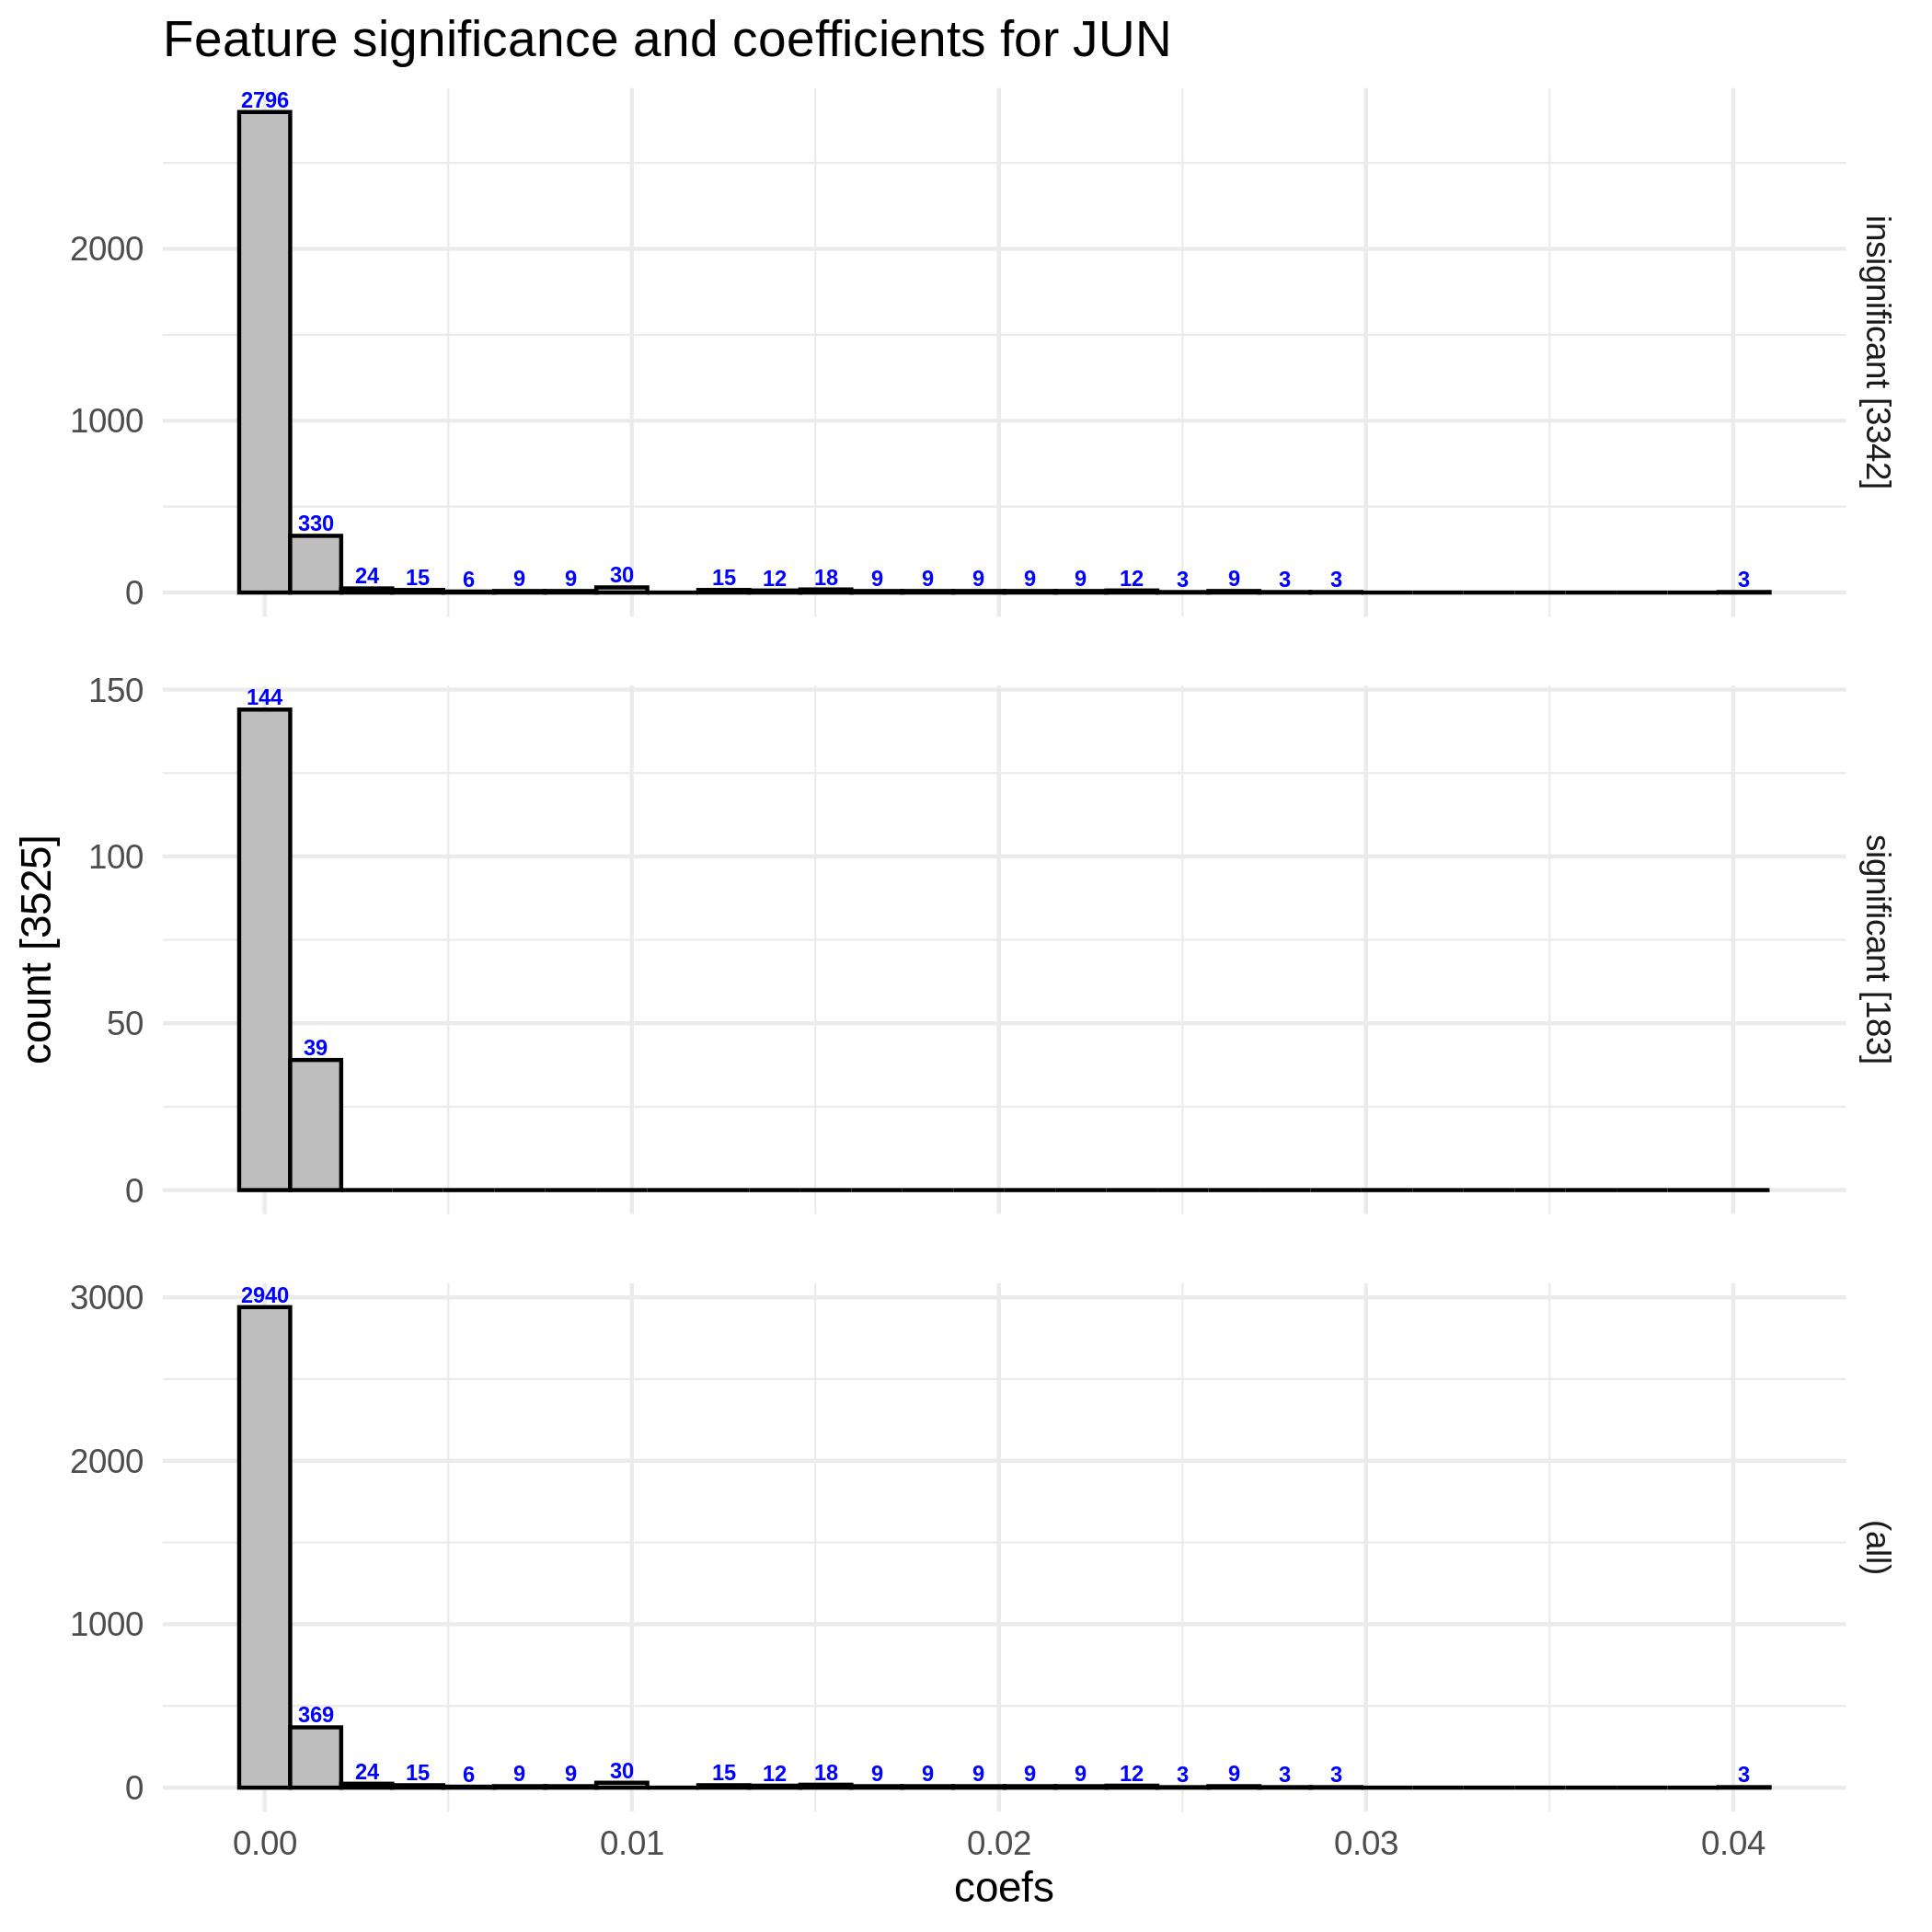 Feature significance and coefficients for JUN
2796
330
24 15 6 9 9 30 15 12 18 9 9 9 9 9 12 3 9 3 3 3
2000
1000
0
insignificant [3342]
144
39
150
100
50
0
significant [183]
count [3525]
2940
369
24 15 6 9 9 30 15 12 18 9 9 9 9 9 12 3 9 3 3 3
3000
2000
1000
0
(all)
0.00 0.01 0.02 0.03 0.04
coefs